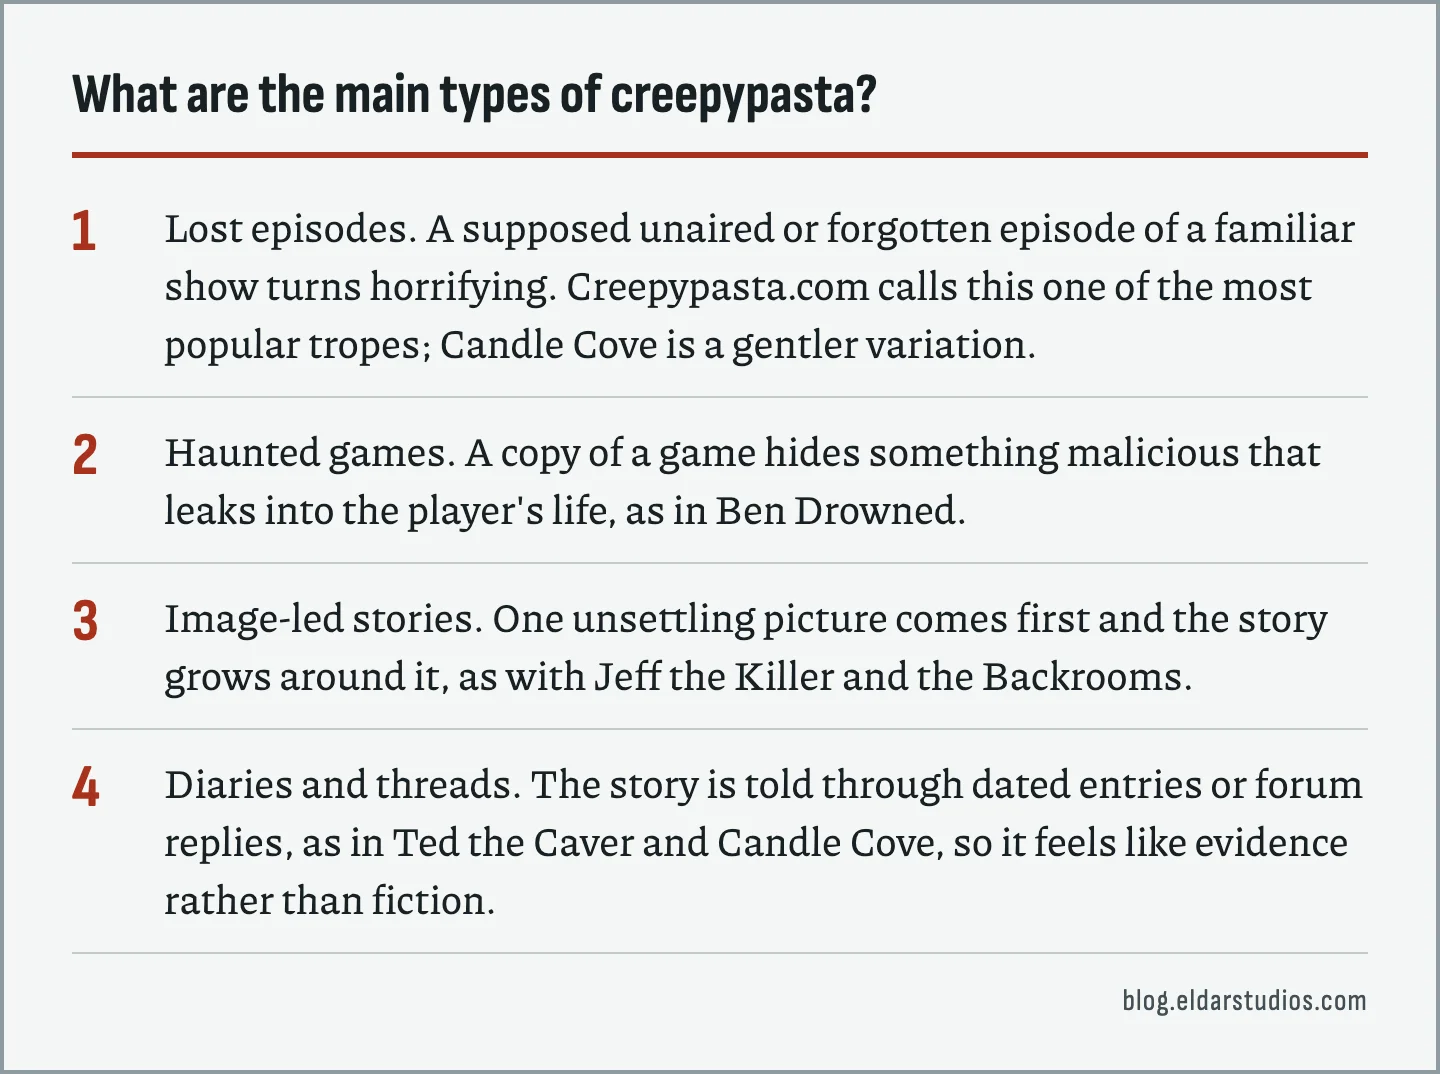 What are the main types of creepypasta?
1
Lost episodes. A supposed unaired or forgotten episode of a familiar
show turns horrifying. Creepypasta.com calls this one of the most
popular tropes; Candle Cove is a gentler variation.
2
Haunted games. A copy of a game hides something malicious that
leaks into the player's life, as in Ben Drowned.
3
Image-led stories. One unsettling picture comes first and the story
grows around it, as with Jeff the Killer and the Backrooms.
4
Diaries and threads. The story is told through dated entries or forum
replies, as in Ted the Caver and Candle Cove, so it feels like evidence
rather than fiction.
blog.eldarstudios.com